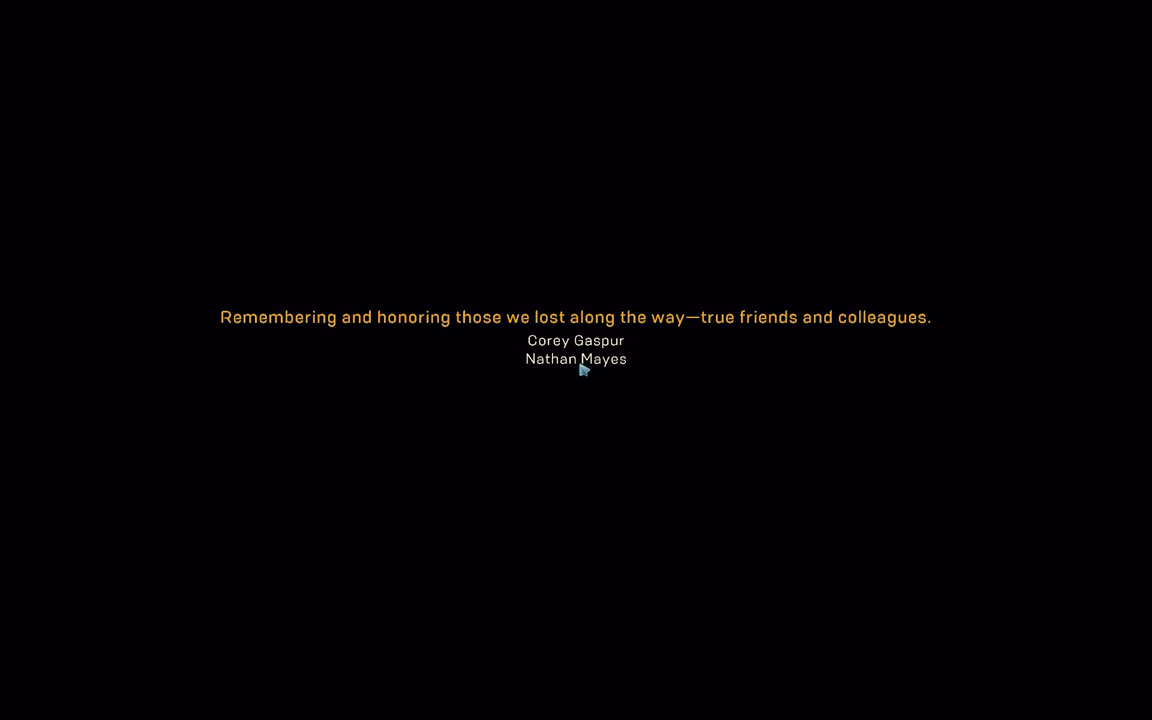 Remembering and honoring those we lost along the way—true friends and colleagues.
Corey Gaspur
Nathan Mayes